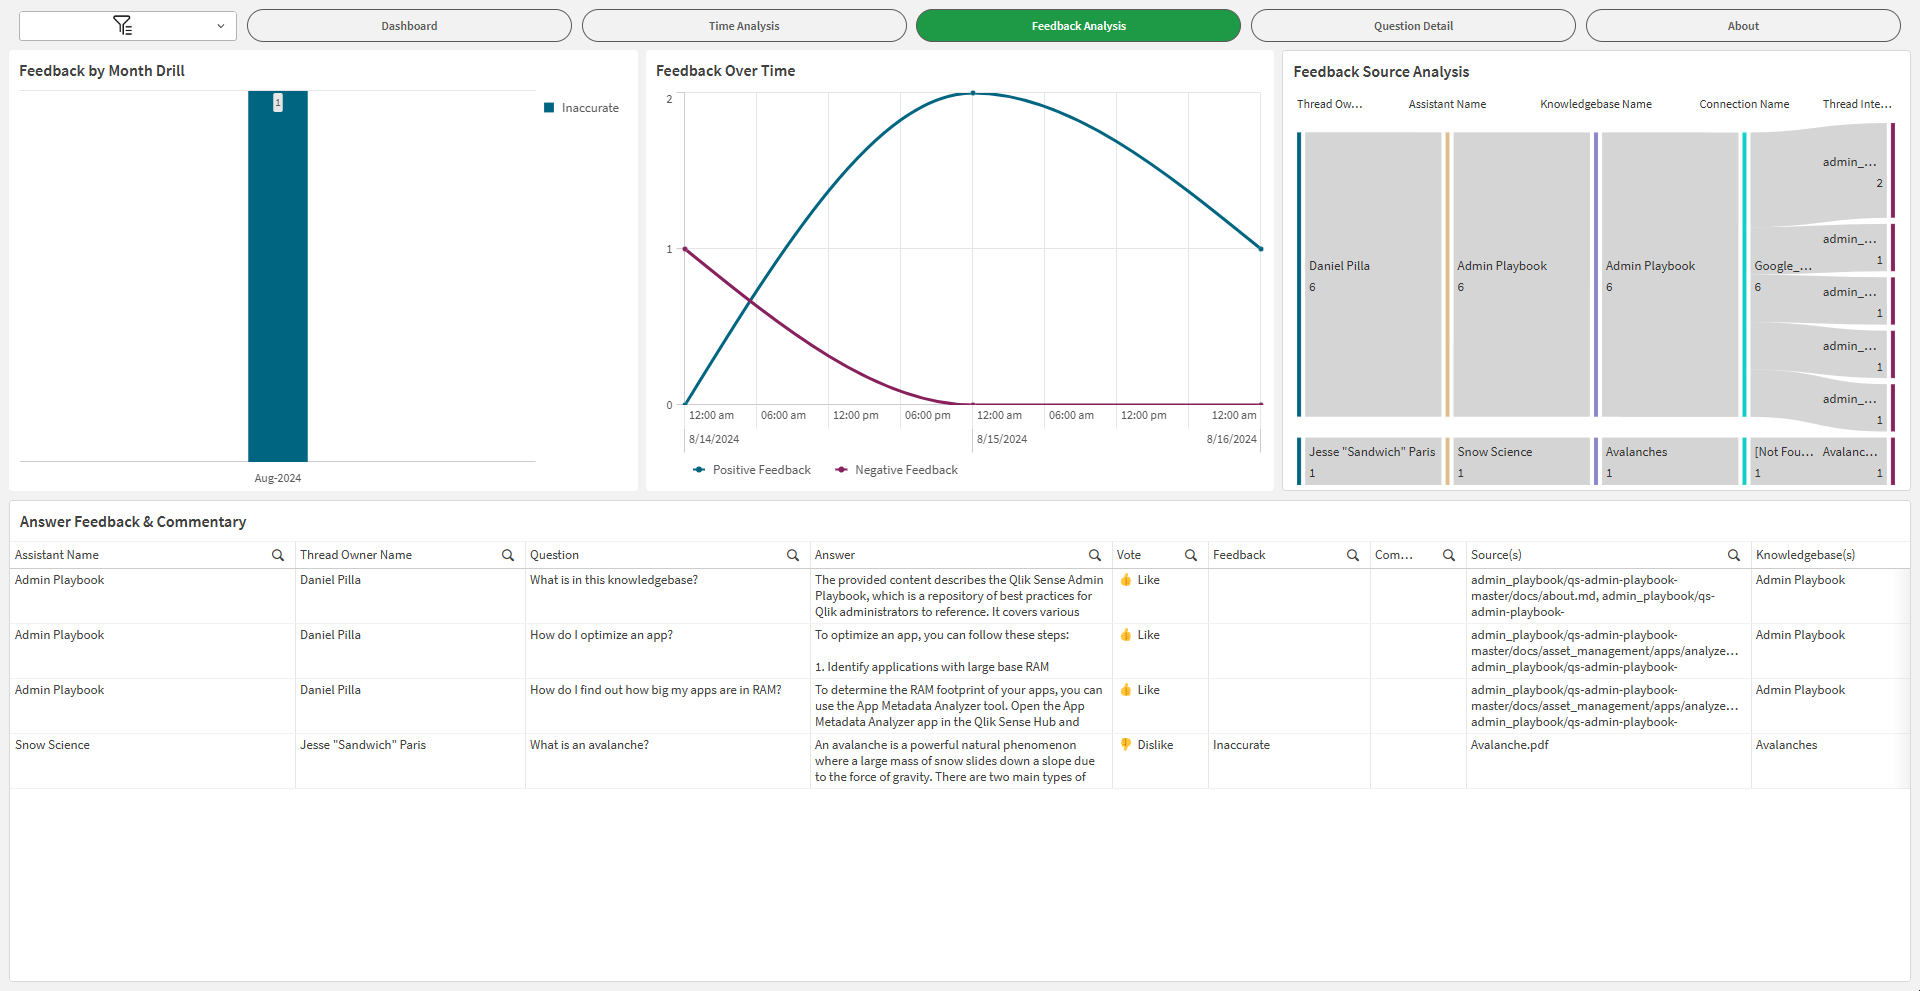 Dashboard
Time Analysis
Feedback Analysis
Question Detail
About
Feedback by Month Drill
1
Inaccurate
Aug-2024
Feedback Over Time
2
1
0
12:00 am
06:00 am
12:00 pm
06:00 pm
12:00 am
06:00 am
12:00 pm
12:00 am
8/14/2024
8/15/2024
8/16/2024
Positive Feedback
Negative Feedback
Feedback Source Analysis
Thread Ow...
Assistant Name
Knowledgebase Name
Connection Name
Thread Inte...
admin_...
2
admin_...
1
Daniel Pilla
6
Admin Playbook
6
Admin Playbook
6
Google_...
6
admin_...
1
admin_...
1
admin_...
1
Jesse "Sandwich" Paris
1
Snow Science
1
Avalanches
1
[Not Fou...
1
Avalanc...
1
Answer Feedback & Commentary
Assistant Name
Thread Owner Name
Question
Answer
Vote
Feedback
Com...
Source(s)
Knowledgebase(s)
Admin Playbook
Daniel Pilla
What is in this knowledgebase?
The provided content describes the Qlik Sense Admin
Playbook, which is a repository of best practices for
Qlik administrators to reference. It covers various
👍 Like
admin_playbook/qs-admin-playbook-
master/docs/about.md, admin_playbook/qs-
admin-playbook-
Admin Playbook
Admin Playbook
Daniel Pilla
How do I optimize an app?
To optimize an app, you can follow these steps:
1. Identify applications with large base RAM
👍 Like
admin_playbook/qs-admin-playbook-
master/docs/asset_management/apps/analyze...
admin_playbook/qs-admin-playbook-
Admin Playbook
Admin Playbook
Daniel Pilla
How do I find out how big my apps are in RAM?
To determine the RAM footprint of your apps, you can
use the App Metadata Analyzer tool. Open the App
Metadata Analyzer app in the Qlik Sense Hub and
👍 Like
admin_playbook/qs-admin-playbook-
master/docs/asset_management/apps/analyze...
admin_playbook/qs-admin-playbook-
Admin Playbook
Snow Science
Jesse "Sandwich" Paris
What is an avalanche?
An avalanche is a powerful natural phenomenon
where a large mass of snow slides down a slope due
to the force of gravity. There are two main types of
👎 Dislike
Inaccurate
Avalanche.pdf
Avalanches